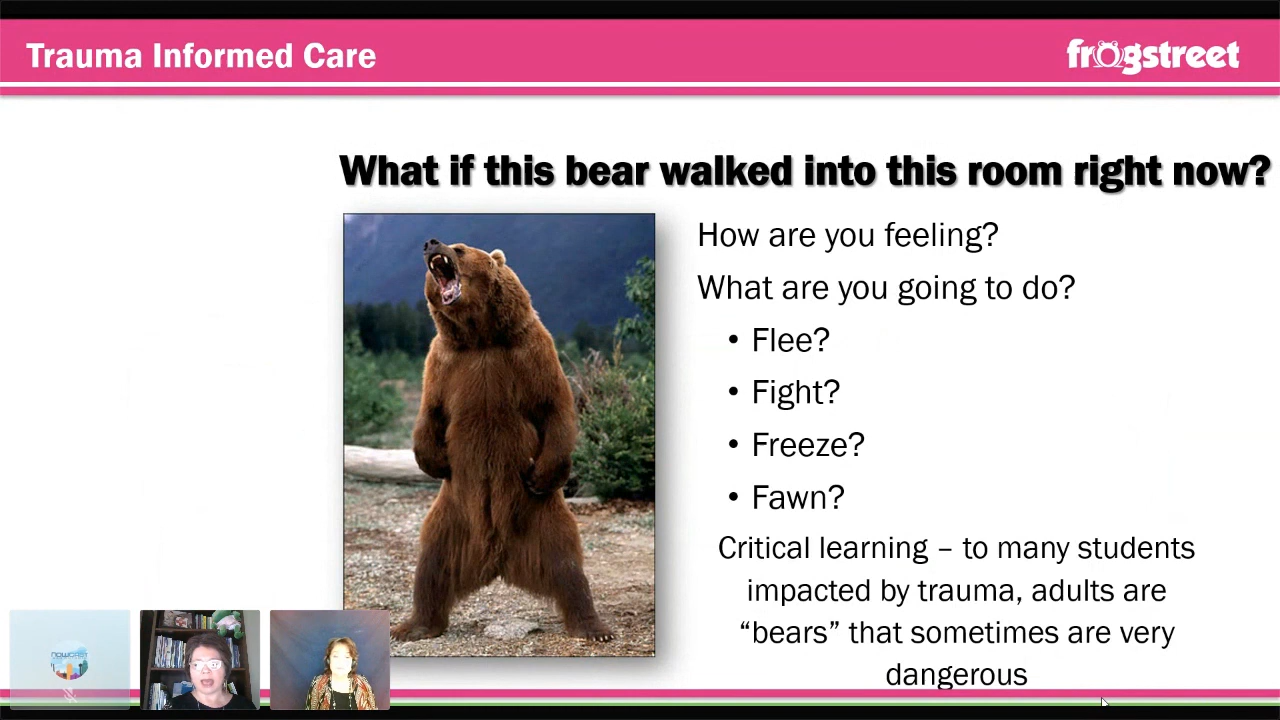 Trauma Informed Care
frogstreet
What if this bear walked into this room right now?
How are you feeling?
What are you going to do?
• Flee?
• Fight?
• Freeze?
• Fawn?
Critical learning – to many students
impacted by trauma, adults are
“bears” that sometimes are very
dangerous